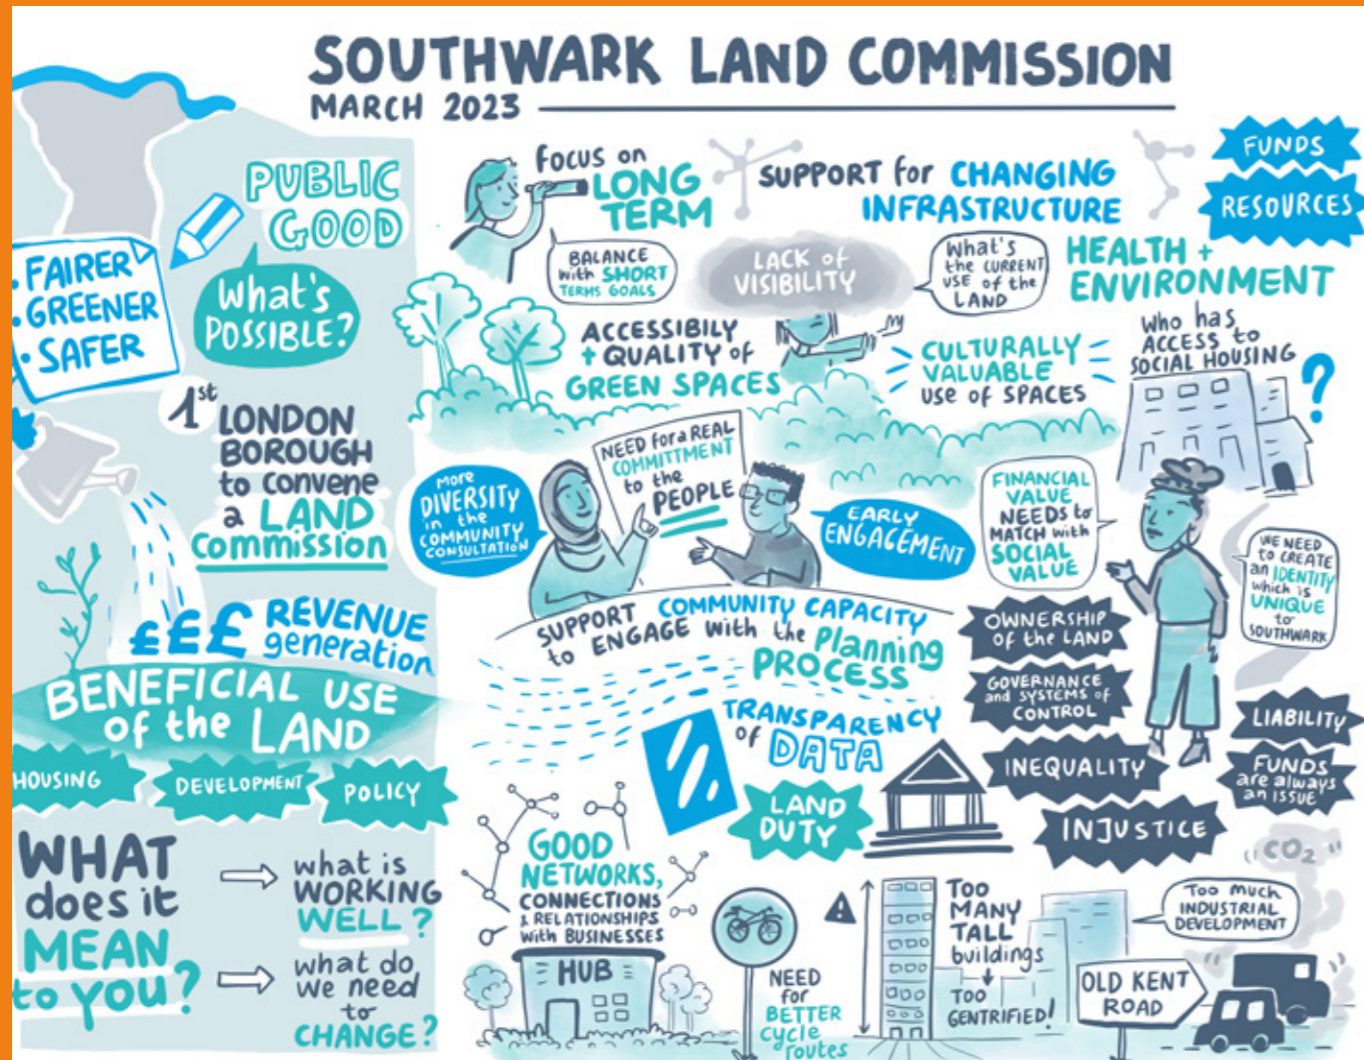 SOUTHWARK LAND COMMISSION
MARCH 2023
PUBLIC
GOOD
• FAIRER
• GREENER
• SAFER
What's
POSSIBLE?
1st
LONDON
BOROUGH
to convene
a LAND
Commission
£££ REVENUE
generation
BENEFICIAL USE
of the LAND
HOUSING
DEVELOPMENT
POLICY
WHAT
does it
MEAN
to YOU?
what is
WORKING
WELL?
what do
we need
to
CHANGE?
FOCUS on
LONG
TERM
BALANCE
with SHORT
TERMS GOALS
SUPPORT for CHANGING
INFRASTRUCTURE
FUNDS
RESOURCES
LACK of
VISIBILITY
What's
the CURRENT
USE of the
LAND
HEALTH +
ENVIRONMENT
ACCESSIBILY
+ QUALITY of
GREEN SPACES
CULTURALLY
VALUABLE
USE of SPACES
Who has
ACCESS to
SOCIAL HOUSING
?
MORE
DIVERSITY
in the
COMMUNITY
CONSULTATION
NEED for a REAL
COMMITTMENT
to the
PEOPLE
EARLY
ENGAGEMENT
FINANCIAL
VALUE
NEEDS to
MATCH with
SOCIAL
VALUE
WE NEED
to CREATE
an IDENTITY
which is
UNIQUE
to
SOUTHWARK
SUPPORT COMMUNITY CAPACITY
to ENGAGE with the Planning
PROCESS
OWNERSHIP
of the LAND
GOVERNANCE
and SYSTEMS of
CONTROL
INEQUALITY
INJUSTICE
LIABILITY
FUNDS
are always
an ISSUE
TRANSPARENCY
of DATA
LAND
DUTY
GOOD
NETWORKS,
CONNECTIONS
& RELATIONSHIPS
with BUSINESSES
HUB
NEED
for
BETTER
cycle
routes
TOO
MANY
TALL
buildings
TOO
GENTRIFIED!
CO2
TOO MUCH
INDUSTRIAL
DEVELOPMENT
OLD KENT
ROAD